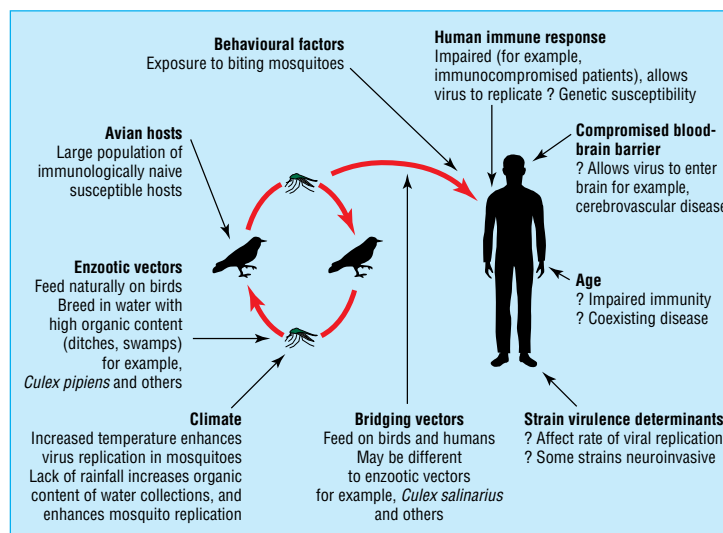 Behavioural factors
Exposure to biting mosquitoes
Human immune response
Impaired (for example,
immunocompromised patients), allows
virus to replicate ? Genetic susceptibility
Avian hosts
Large population of
immunologically naive
susceptible hosts
Compromised blood-
brain barrier
? Allows virus to enter
brain for example,
cerebrovascular disease
Enzootic vectors
Feed naturally on birds
Breed in water with
high organic content
(ditches, swamps)
for example,
Culex pipiens and others
Age
? Impaired immunity
? Coexisting disease
Climate
Increased temperature enhances
virus replication in mosquitoes
Lack of rainfall increases organic
content of water collections, and
enhances mosquito replication
Bridging vectors
Feed on birds and humans
May be different
to enzootic vectors
for example, Culex salinarius
and others
Strain virulence determinants
? Affect rate of viral replication
? Some strains neuroinvasive